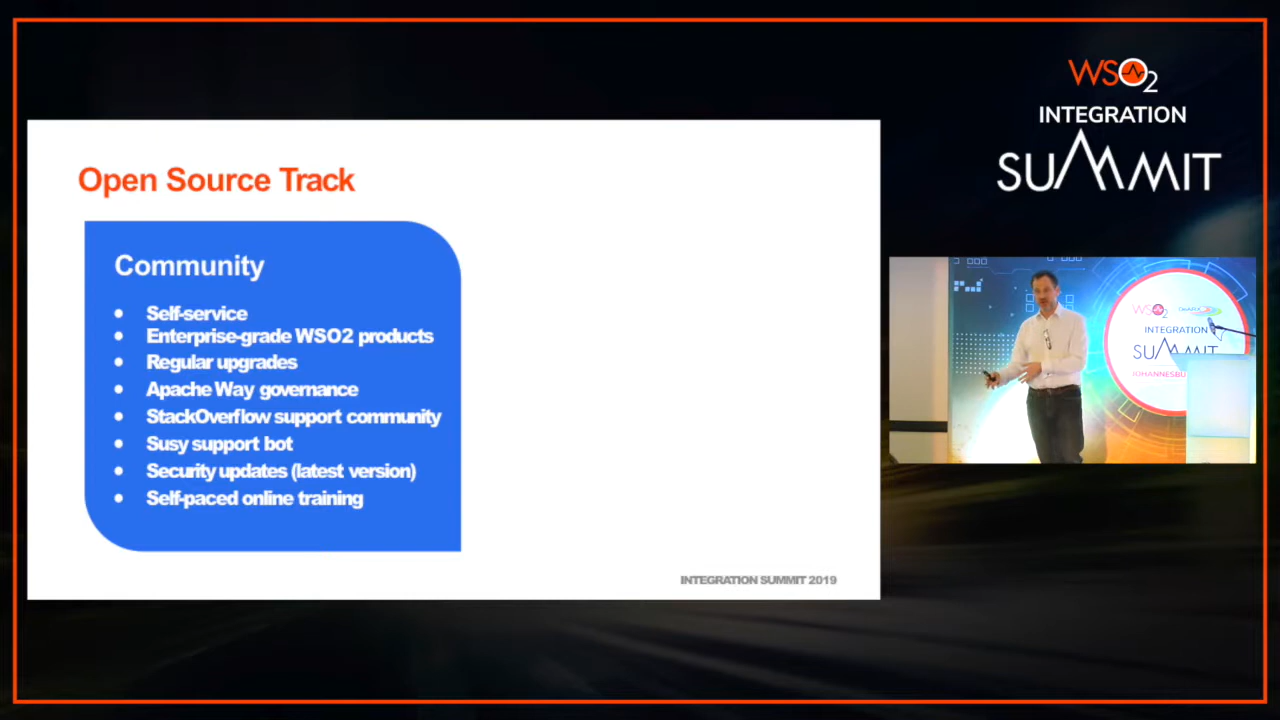 WSO2
INTEGRATION
SUMMIT
Open Source Track
Community
• Self-service
• Enterprise-grade WSO2 products
• Regular upgrades
• Apache Way governance
• StackOverflow support community
• Susy support bot
• Security updates (latest version)
• Self-paced online training
INTEGRATION SUMMIT 2019
WSO2
INTEGRATION
SUMMIT